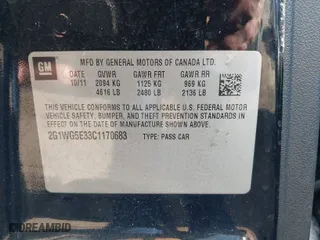 GM
MFD BY GENERAL MOTORS OF CANADA LTD.
DATE GVWR GAWR FRT GAWR RR
10/11 2094 KG 1125 KG 969 KG
4616 LB 2480 LB 2136 LB
THIS VEHICLE CONFORMS TO ALL APPLICABLE U.S. FEDERAL MOTOR
VEHICLE SAFETY, BUMPER, AND THEFT PREVENTION STANDARDS IN
EFFECT ON THE DATE OF MANUFACTURE SHOWN ABOVE.
2G1WG5E33C1170683 TYPE: PASS CAR
DREAMBID